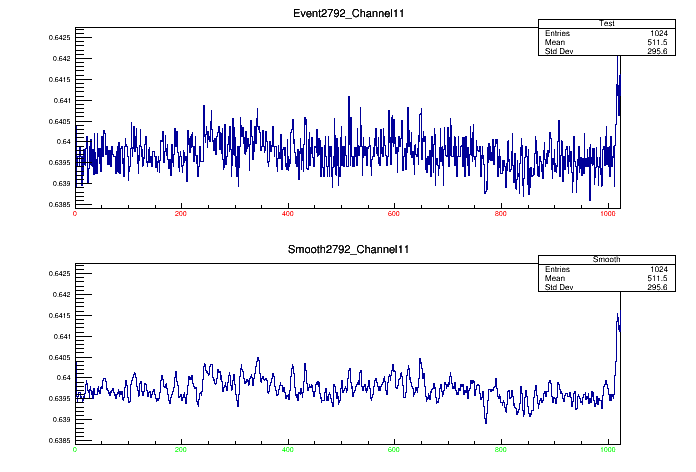 Event2792_Channel11
Test
Entries 1024
Mean 511.5
Std Dev 295.6
0.6425
0.642
0.6415
0.641
0.6405
0.64
0.6395
0.639
0.6385
0 200 400 600 800 1000
Smooth2792_Channel11
Smooth
Entries 1024
Mean 511.5
Std Dev 295.6
0.6425
0.642
0.6415
0.641
0.6405
0.64
0.6395
0.639
0.6385
0 200 400 600 800 1000